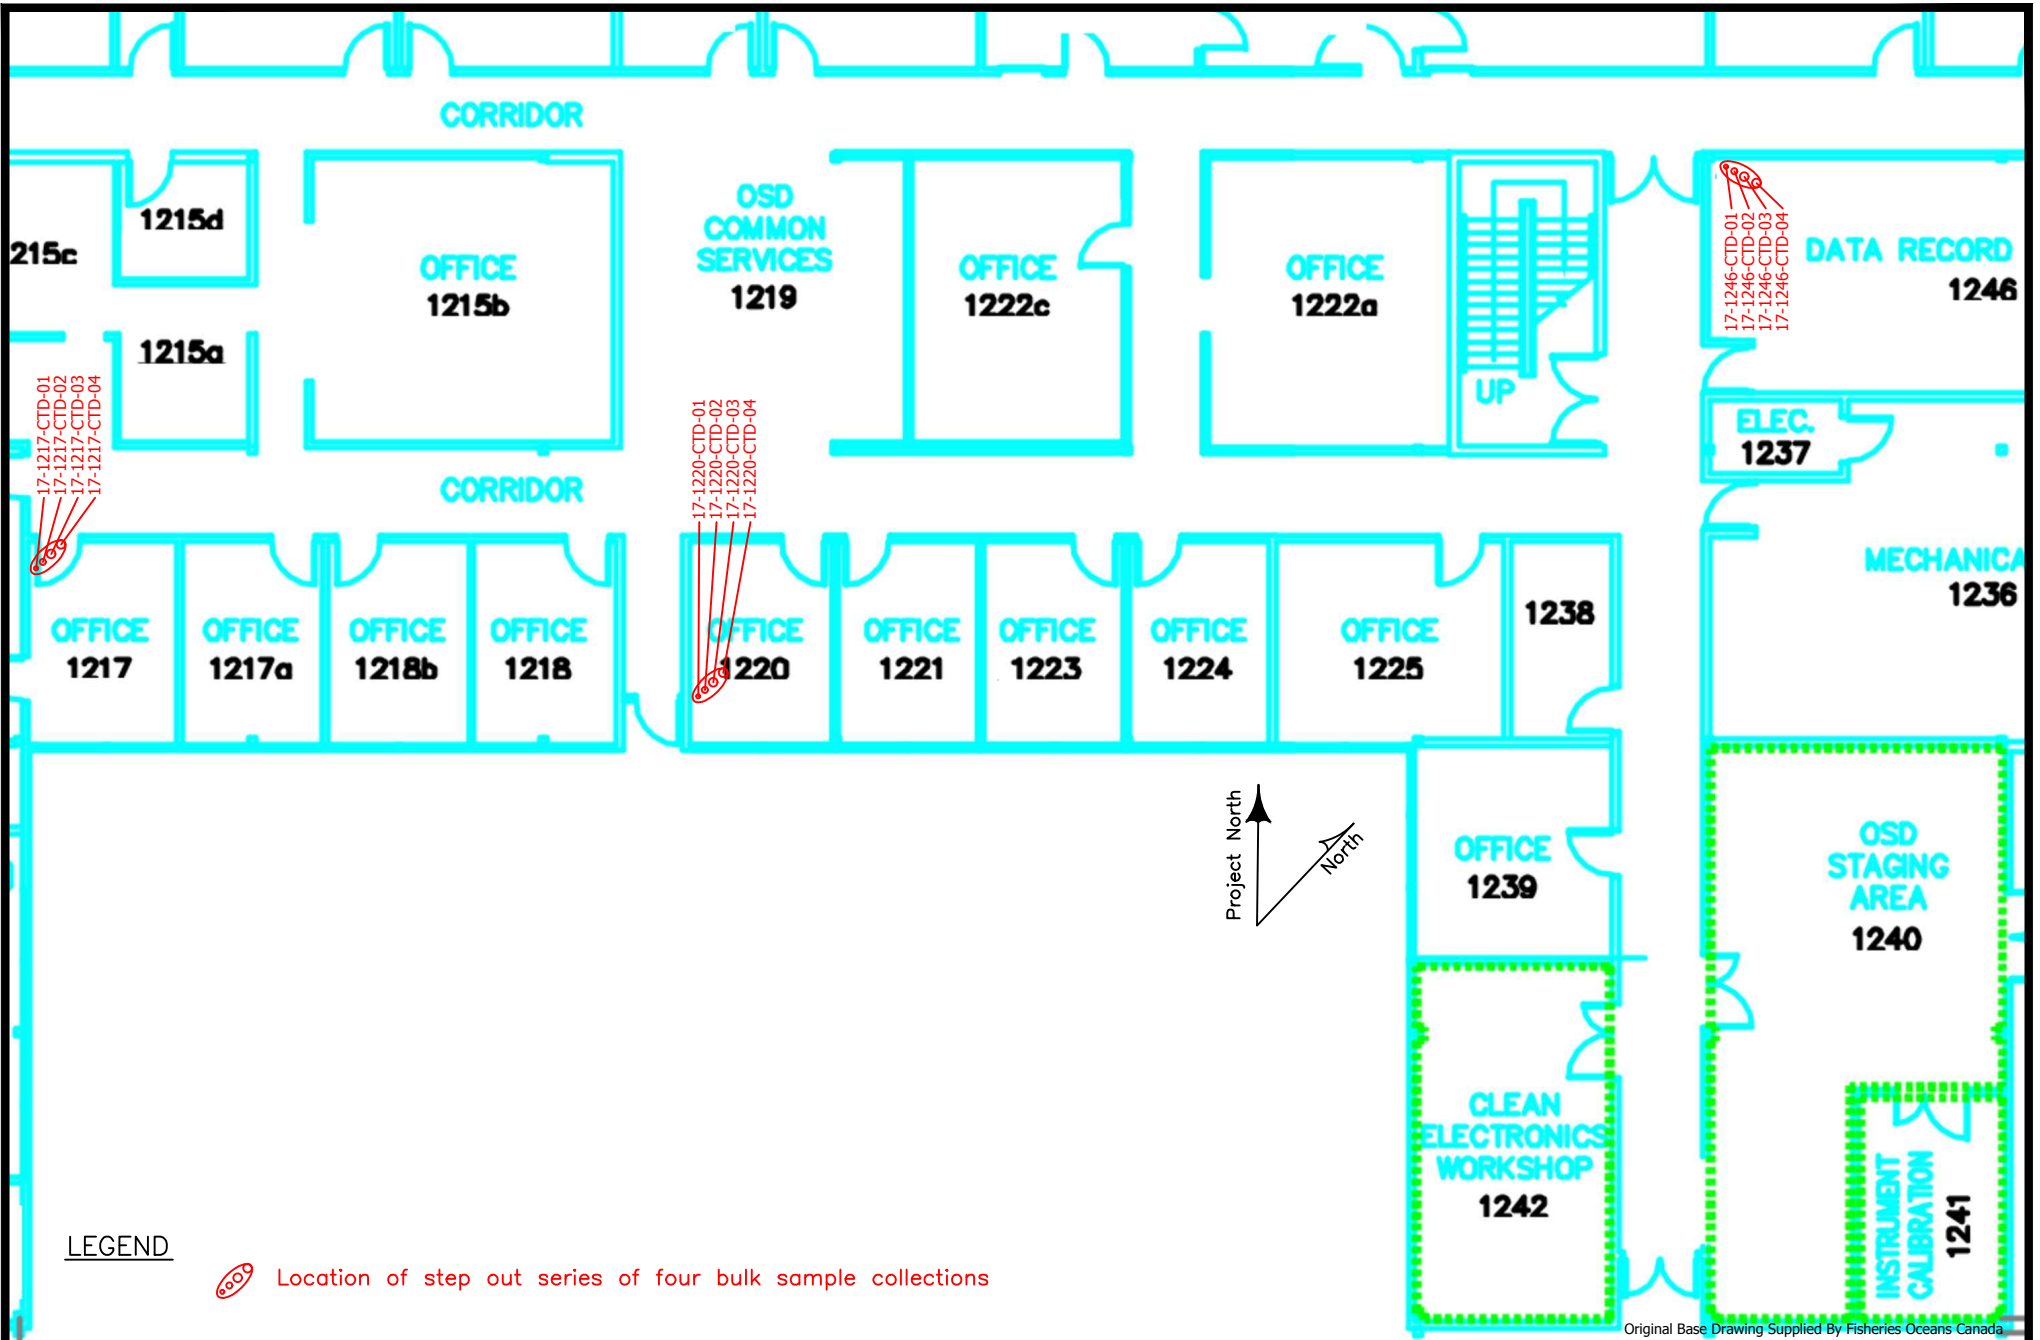 CORRIDOR
1215d
215c
OFFICE
1215b
1215a
OSD
COMMON
SERVICES
1219
OFFICE
1222c
OFFICE
1222a
UP
17-1246-CTD-01
17-1246-CTD-02
17-1246-CTD-03
17-1246-CTD-04
DATA RECORD
1246
ELEC.
1237
17-1217-CTD-01
17-1217-CTD-02
17-1217-CTD-03
17-1217-CTD-04
CORRIDOR
17-1220-CTD-01
17-1220-CTD-02
17-1220-CTD-03
17-1220-CTD-04
MECHANICA
1236
OFFICE
1217
OFFICE
1217a
OFFICE
1218b
OFFICE
1218
OFFICE
1220
OFFICE
1221
OFFICE
1223
OFFICE
1224
OFFICE
1225
1238
Project North
North
OFFICE
1239
OSD
STAGING
AREA
1240
CLEAN
ELECTRONICS
WORKSHOP
1242
INSTRUMENT
CALIBRATION
1241
LEGEND
Location of step out series of four bulk sample collections
Original Base Drawing Supplied By Fisheries Oceans Canada